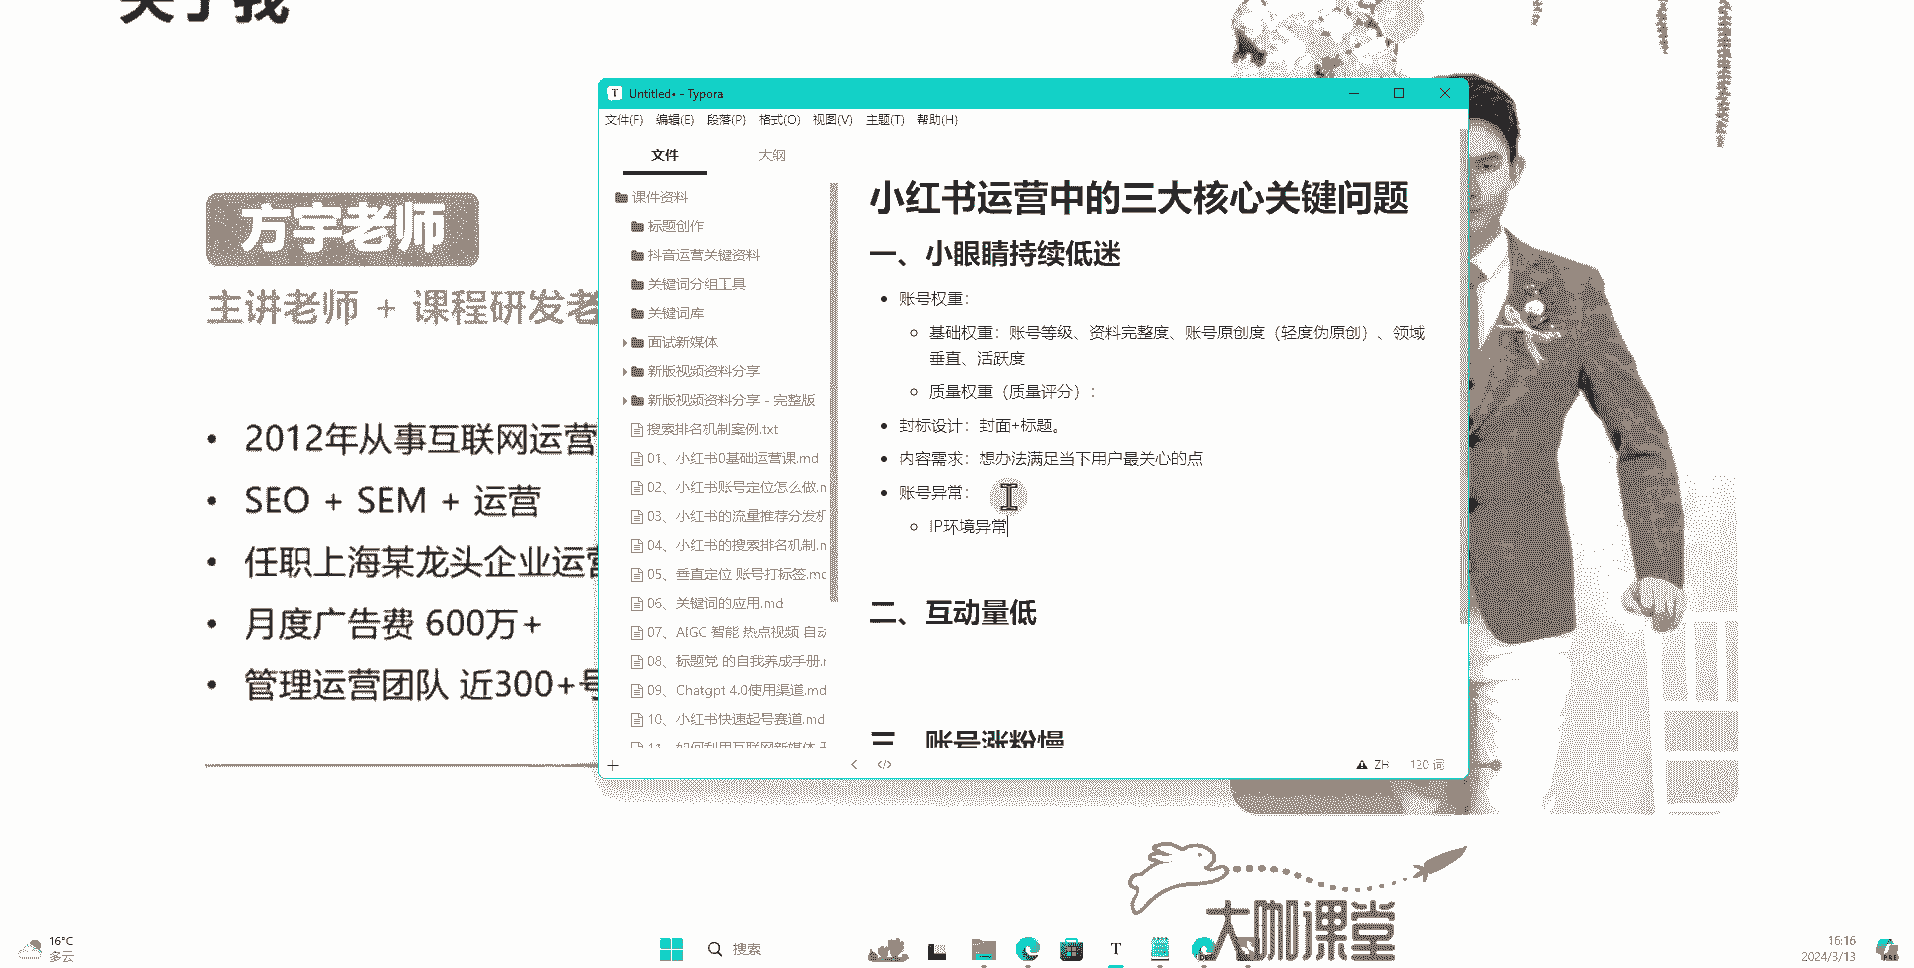 关于我
方宇老师
主讲老师 + 课程研发老
2012年从事互联网运营
SEO + SEM + 运营
任职上海某龙头企业运营
月度广告费 600万+
管理运营团队 近300+号
Untitled• - Typora
文件(F) 编辑(E) 段落(P) 格式(O) 视图(V) 主题(T) 帮助(H)
文件 大纲
课件资料
标题创作
抖音运营关键资料
关键词分组工具
关键词库
面试新媒体
新版视频资料分享
新版视频资料分享 - 完整版
搜索排名机制案例.txt
01、小红书0基础运营课.md
02、小红书账号定位怎么做.m
03、小红书的流量推荐分发机
04、小红书的搜索排名机制.m
05、垂直定位 账号打标签.md
06、关键词的应用.md
07、AIGC 智能 热点视频 自动
08、标题党 的自我养成手册.m
09、Chatgpt 4.0使用渠道.md
10、小红书快速起号赛道.md
11、如何利用互联网新媒体
小红书运营中的三大核心关键问题
一、小眼睛持续低迷
账号权重：
基础权重：账号等级、资料完整度、账号原创度（轻度伪原创）、领域
垂直、活跃度
质量权重（质量评分）：
封标设计：封面+标题。
内容需求：想办法满足当下用户最关心的点
账号异常：
IP环境异常
二、互动量低
三、账号涨粉慢
ZH 120 词
大咖课堂
16°C
多云
搜索
T
16:16
2024/3/13